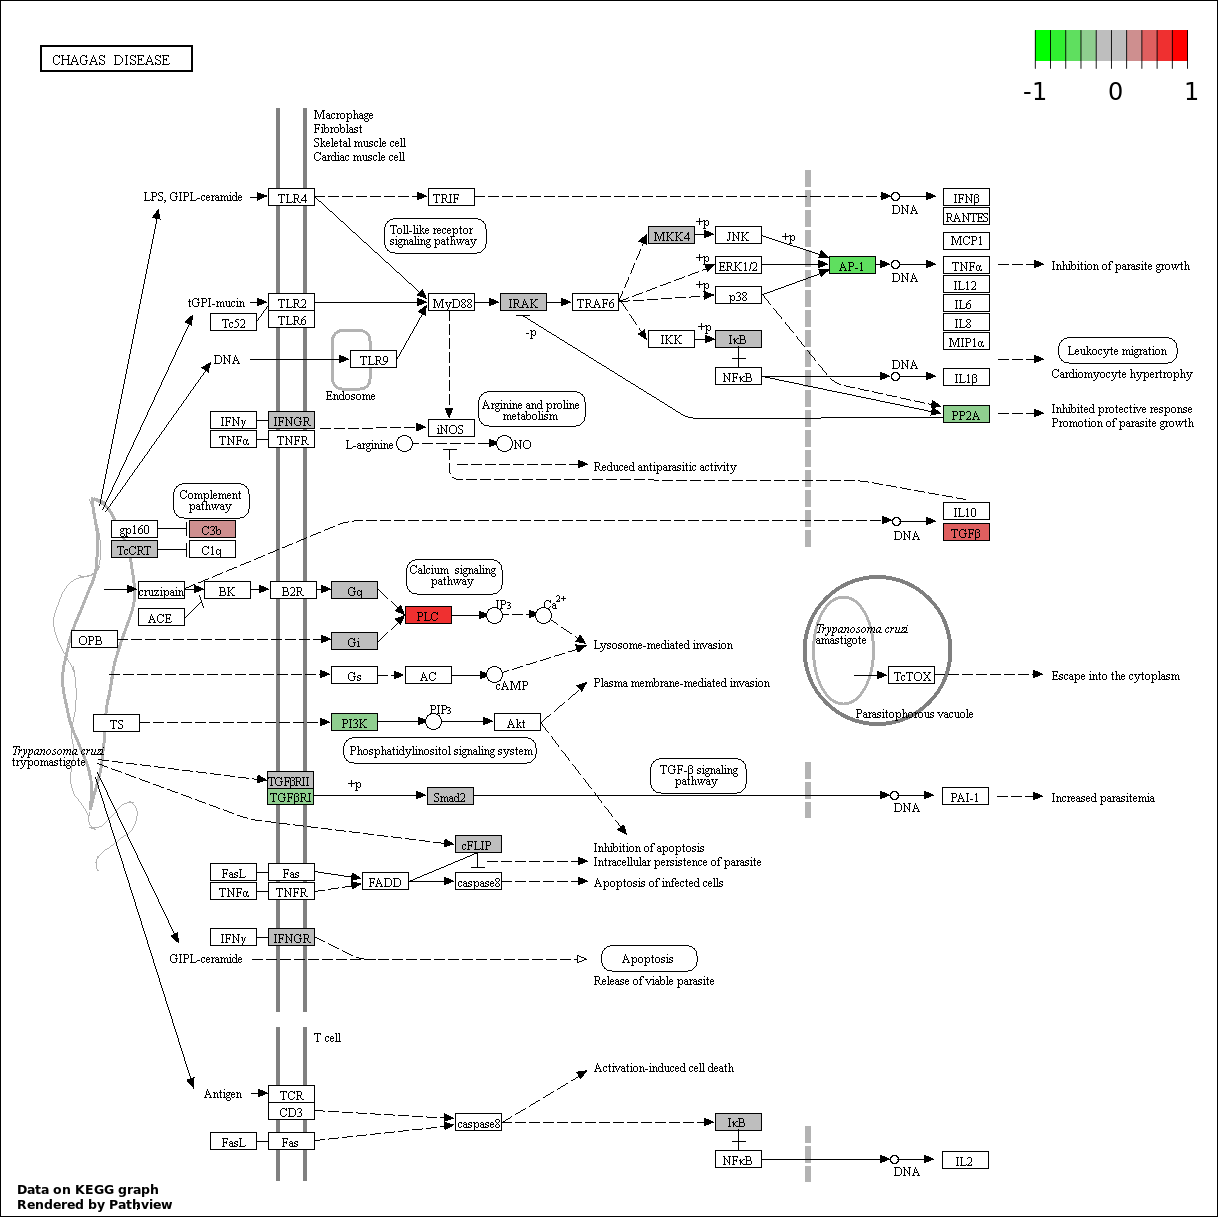 CHAGAS DISEASE
-1 0 1
Macrophage
Fibroblast
Skeletal muscle cell
Cardiac muscle cell
LPS, GIPL-ceramide
TLR4
TRIF
DNA
IFNβ
RANTES
Toll-like receptor
signaling pathway
MKK4
+p
JNK
+p
MCP1
+p
ERK1/2
AP-1
DNA
TNFα
Inhibition of parasite growth
IL12
tGPI-mucin
TLR2
MyD88
IRAK
TRAF6
+p
p38
IL6
Tc52
TLR6
IL8
-p
IKK
+p
IκB
MIP1α
Leukocyte migration
DNA
TLR9
DNA
NFκB
IL1β
Cardiomyocyte hypertrophy
Endosome
IFNγ
IFNGR
TNFα
TNFR
Arginine and proline
metabolism
iNOS
PP2A
Inhibited protective response
Promotion of parasite growth
L-arginine
NO
Reduced antiparasitic activity
Complement
pathway
gp160
C3b
TcCRT
C1q
IL10
DNA
TGFβ
cruzipain
BK
B2R
Gq
Calcium signaling
pathway
ACE
PLC
IP3
Ca2+
OPB
Gi
Lysosome-mediated invasion
Trypanosoma cruzi
amastigote
Gs
AC
cAMP
Plasma membrane-mediated invasion
TcTOX
Escape into the cytoplasm
Parasitophorous vacuole
TS
PI3K
PIP3
Akt
Phosphatidylinositol signaling system
Trypanosoma cruzi
trypomastigote
TGFβRII
TGFβRI
+p
Smad2
TGF-β signaling
pathway
DNA
PAI-1
Increased parasitemia
cFLIP
Inhibition of apoptosis
Intracellular persistence of parasite
FasL
Fas
TNFα
TNFR
FADD
caspase8
Apoptosis of infected cells
IFNγ
IFNGR
GIPL-ceramide
Apoptosis
Release of viable parasite
T cell
Antigen
TCR
CD3
Activation-induced cell death
caspase8
IκB
FasL
Fas
NFκB
DNA
IL2
Data on KEGG graph
Rendered by Pathview